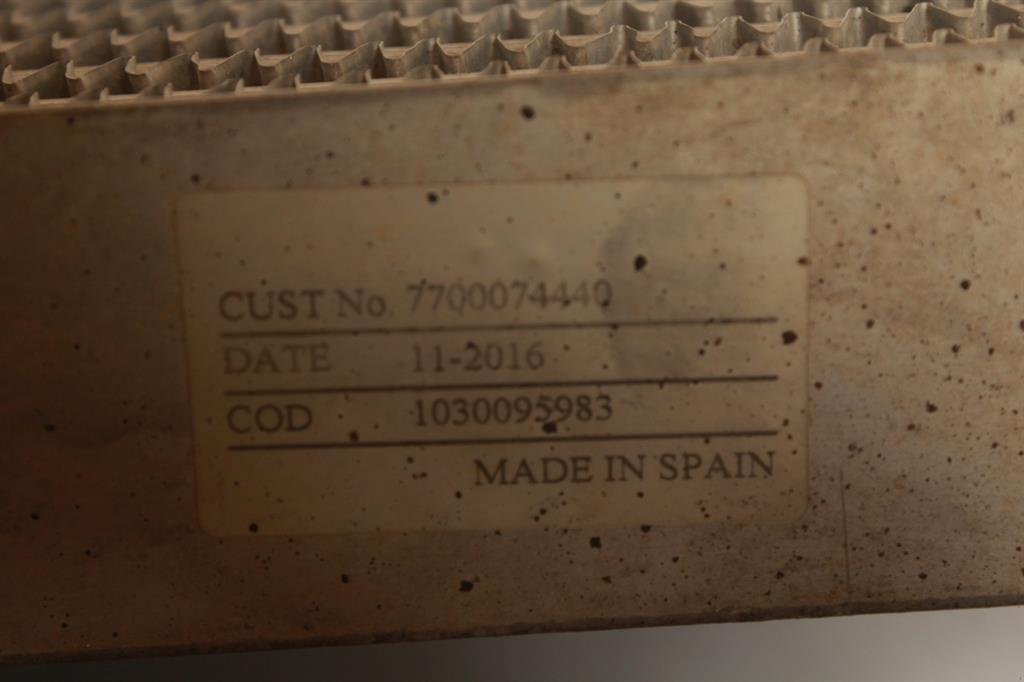 CUST No. 7700074440
DATE 11-2016
COD 1030095983
MADE IN SPAIN